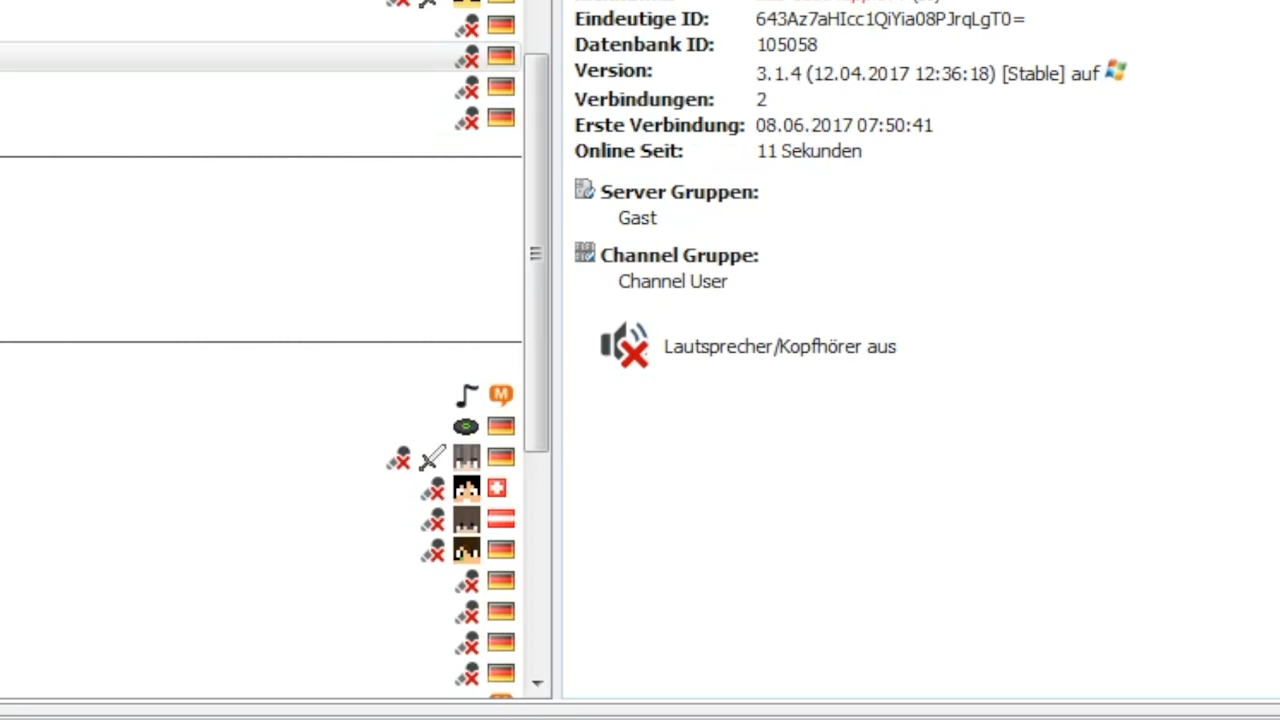 Eindeutige ID: 643Az7aHIcc1QiYia08PJrqLgT0=
Datenbank ID: 105058
Version: 3.1.4 (12.04.2017 12:36:18) [Stable] auf
Verbindungen: 2
Erste Verbindung: 08.06.2017 07:50:41
Online Seit: 11 Sekunden
Server Gruppen:
Gast
Channel Gruppe:
Channel User
Lautsprecher/Kopfhörer aus
M